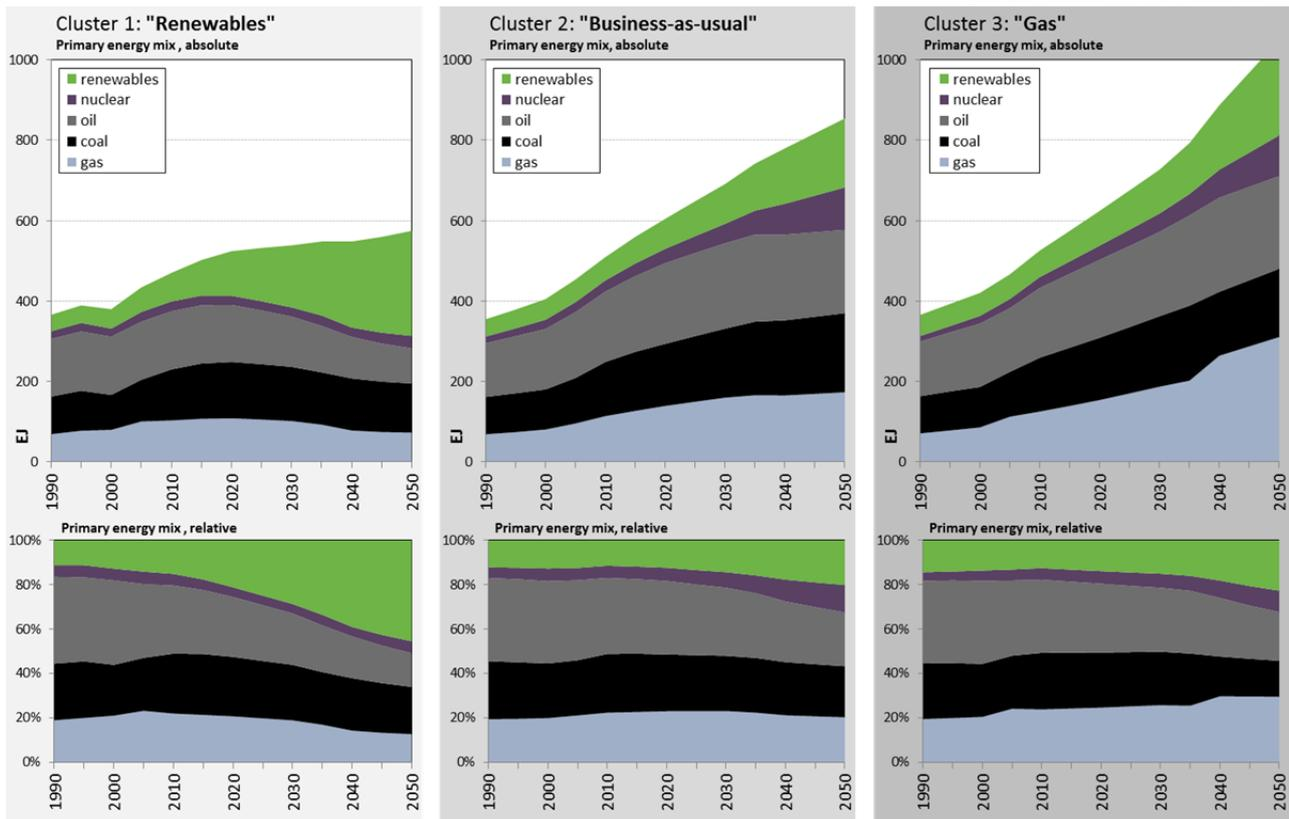 Cluster 1: "Renewables"
Primary energy mix , absolute
1000
800
600
400
200
0
EJ
renewables
nuclear
oil
coal
gas
1990
2000
2010
2020
2030
2040
2050
Primary energy mix , relative
100%
80%
60%
40%
20%
0%
1990
2000
2010
2020
2030
2040
2050
Cluster 2: "Business-as-usual"
Primary energy mix, absolute
1000
800
600
400
200
0
EJ
renewables
nuclear
oil
coal
gas
1990
2000
2010
2020
2030
2040
2050
Primary energy mix, relative
100%
80%
60%
40%
20%
0%
1990
2000
2010
2020
2030
2040
2050
Cluster 3: "Gas"
Primary energy mix, absolute
1000
800
600
400
200
0
EJ
renewables
nuclear
oil
coal
gas
1990
2000
2010
2020
2030
2040
2050
Primary energy mix, relative
100%
80%
60%
40%
20%
0%
1990
2000
2010
2020
2030
2040
2050